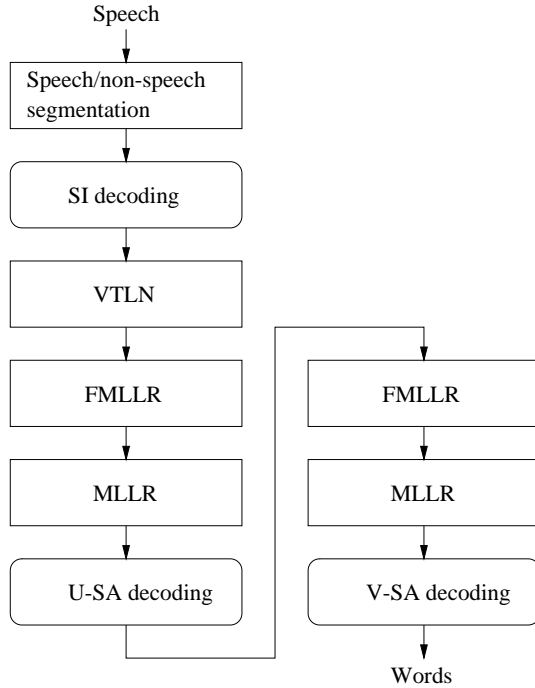 Speech
Speech/non-speech
segmentation
SI decoding
VTLN
FMLLR
MLLR
U-SA decoding
FMLLR
MLLR
V-SA decoding
Words